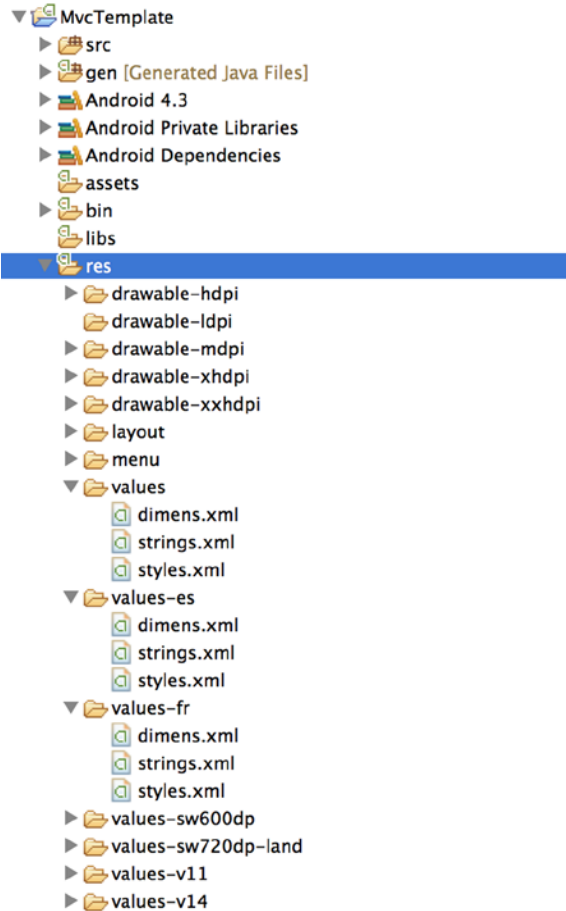 MvcTemplate
src
gen [Generated Java Files]
Android 4.3
Android Private Libraries
Android Dependencies
assets
bin
libs
res
drawable-hdpi
drawable-ldpi
drawable-mdpi
drawable-xhdpi
drawable-xxhdpi
layout
menu
values
dimens.xml
strings.xml
styles.xml
values-es
dimens.xml
strings.xml
styles.xml
values-fr
dimens.xml
strings.xml
styles.xml
values-sw600dp
values-sw720dp-land
values-v11
values-v14